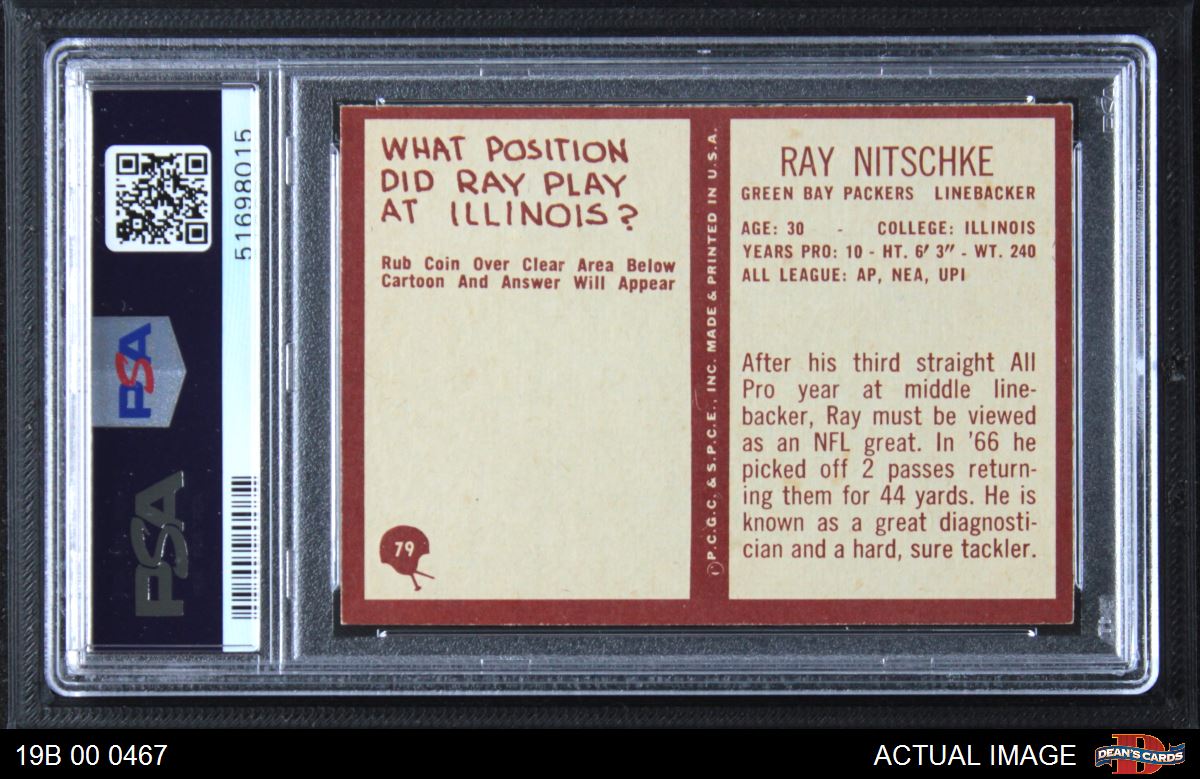 51698015
PSA
PSA
WHAT POSITION
DID RAY PLAY
AT ILLINOIS?
Rub Coin Over Clear Area Below
Cartoon And Answer Will Appear
79
©P.C.G.C. & S.P.C.E., INC. MADE & PRINTED IN U.S.A.
RAY NITSCHKE
GREEN BAY PACKERS LINEBACKER
AGE: 30 - COLLEGE: ILLINOIS
YEARS PRO: 10 - HT. 6' 3" - WT. 240
ALL LEAGUE: AP, NEA, UPI
After his third straight All
Pro year at middle line-
backer, Ray must be viewed
as an NFL great. In '66 he
picked off 2 passes return-
ing them for 44 yards. He is
known as a great diagnosti-
cian and a hard, sure tackler.
19B 00 0467
ACTUAL IMAGE
DEAN'S CARDS